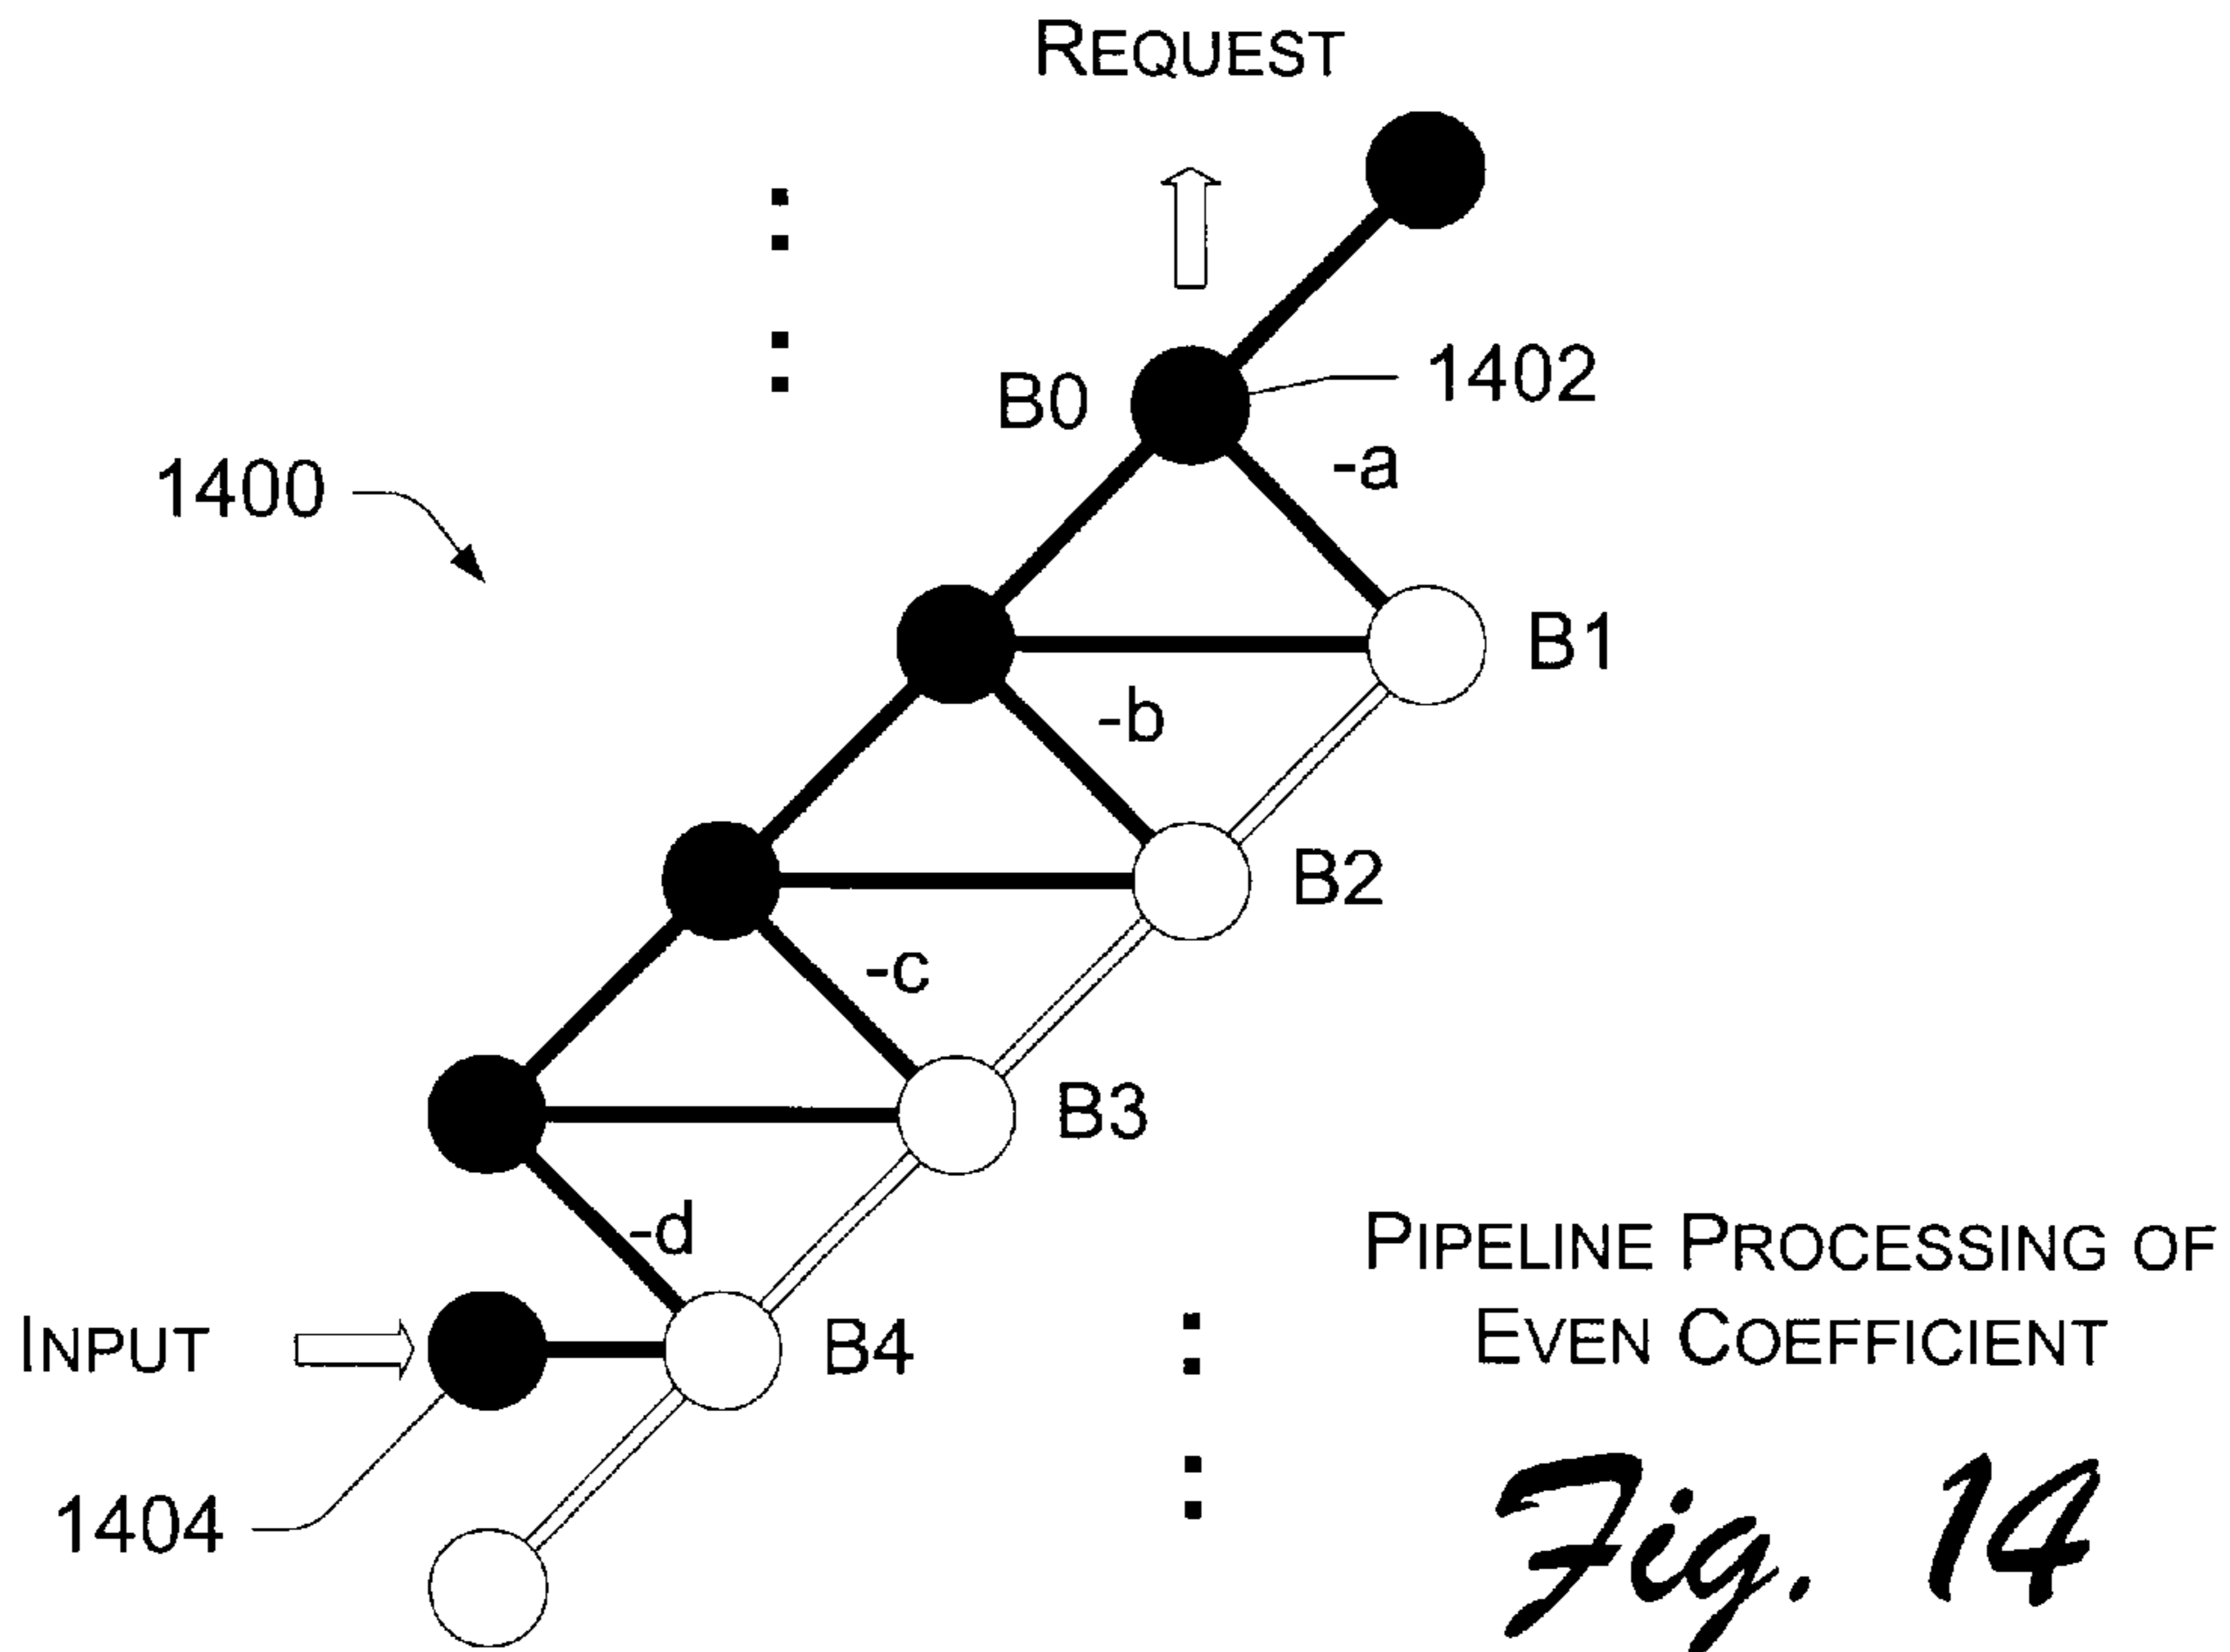 REQUEST
B0
1402
-a
1400
B1
-b
B2
-c
B3
-d
PIPELINE PROCESSING OF
EVEN COEFFICIENT
INPUT
B4
1404
Fig. 14